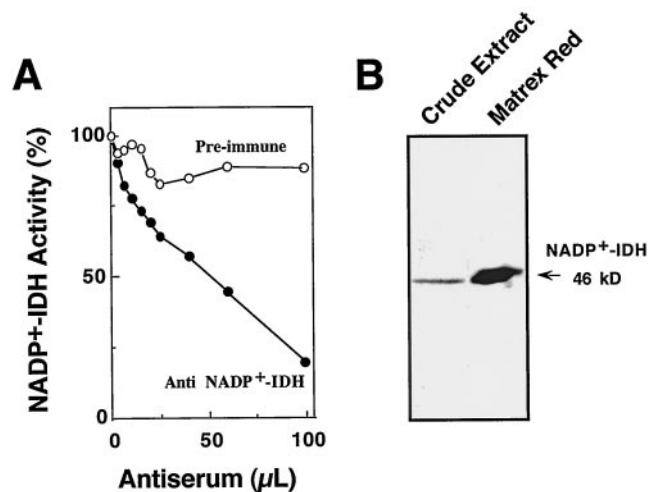 A
NADP+-IDH Activity (%)
100
50
0
Pre-immune
Anti NADP+-IDH
0
50
100
Antiserum (µL)
B
Crude Extract
Matrex Red
NADP+-IDH
46 kD